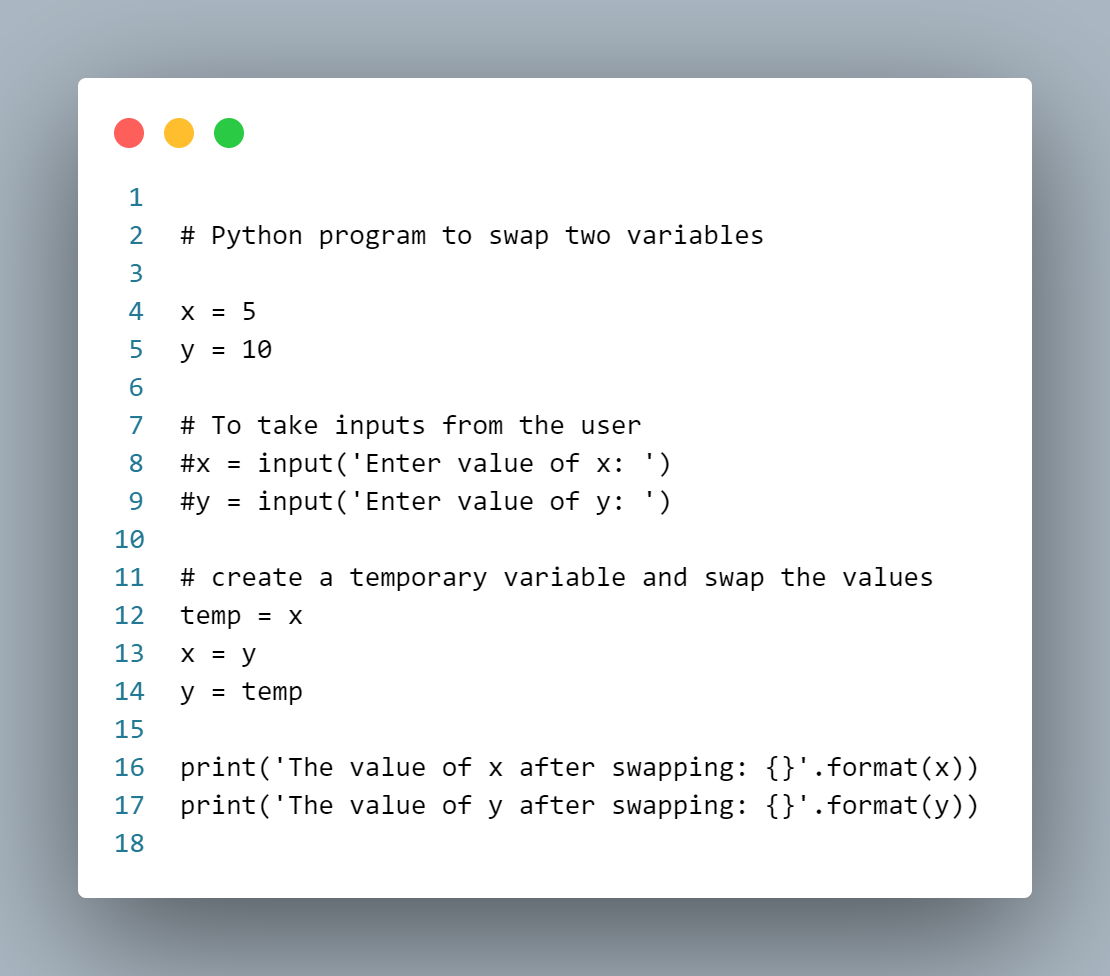 1
2 # Python program to swap two variables
3
4 x = 5
5 y = 10
6
7 # To take inputs from the user
8 #x = input('Enter value of x: ')
9 #y = input('Enter value of y: ')
10
11 # create a temporary variable and swap the values
12 temp = x
13 x = y
14 y = temp
15
16 print('The value of x after swapping: {}'.format(x))
17 print('The value of y after swapping: {}'.format(y))
18